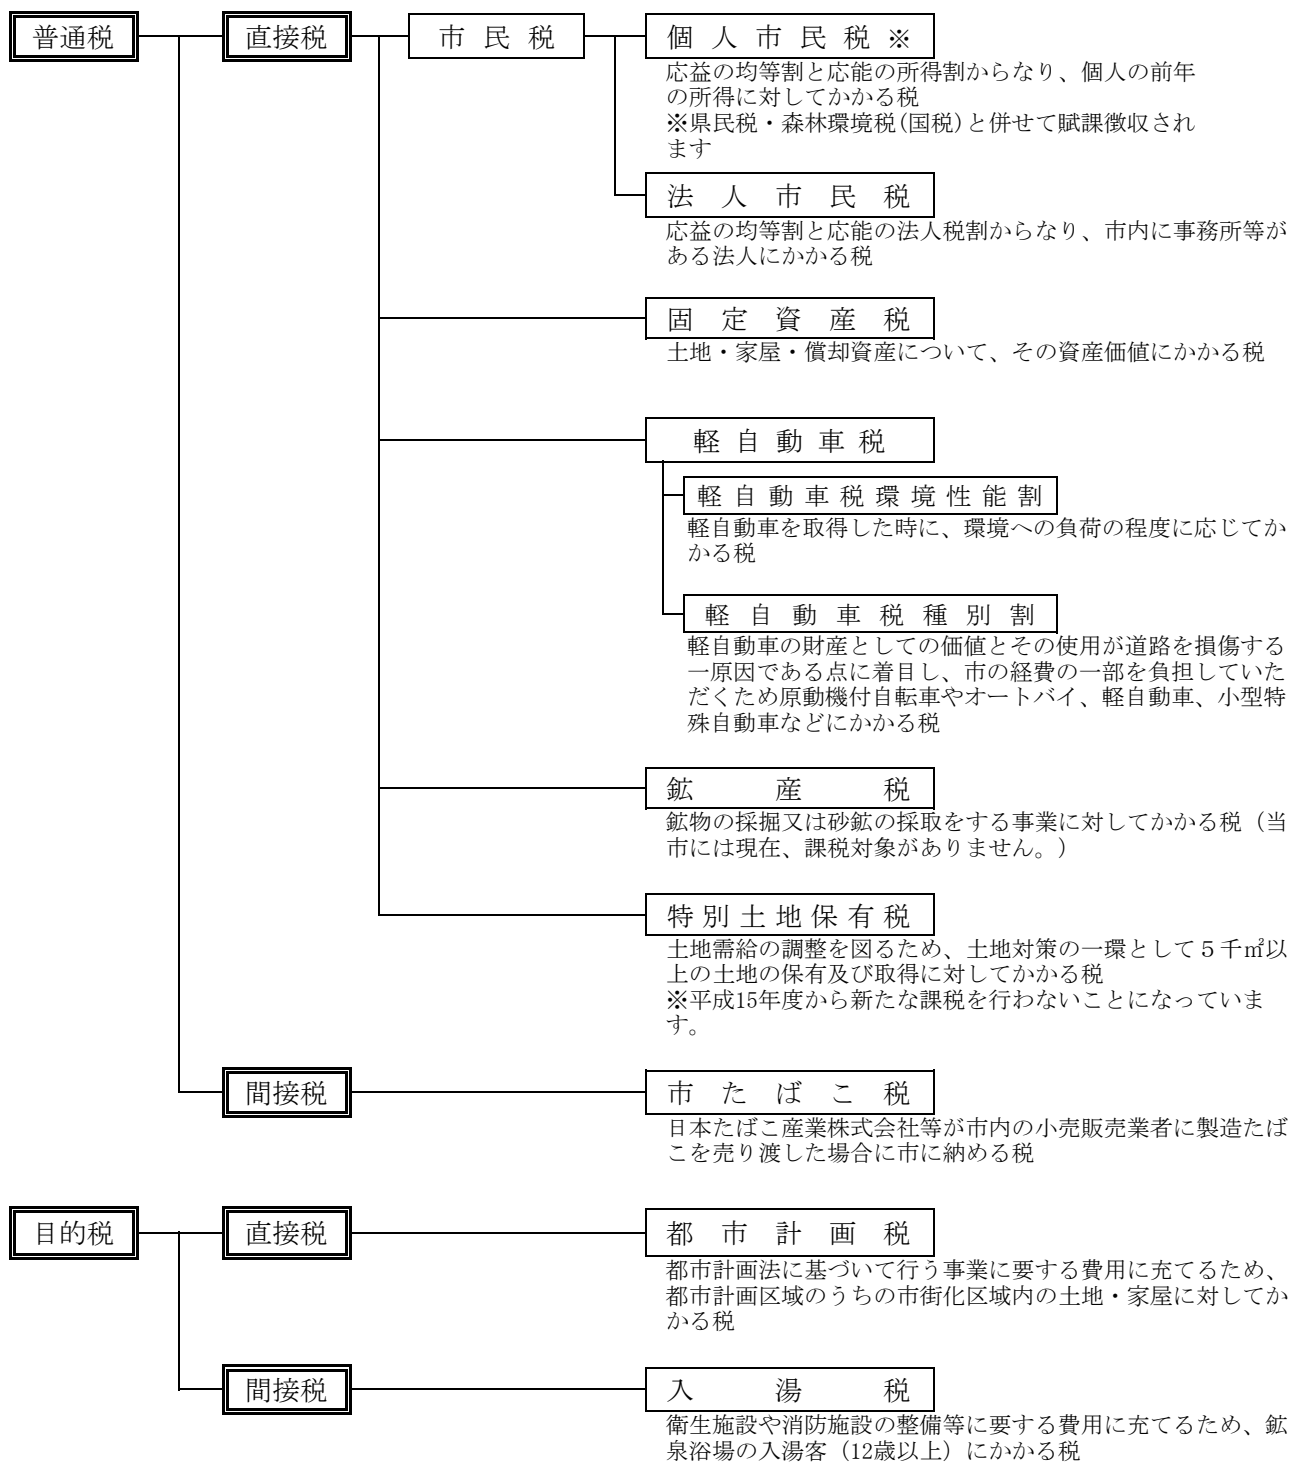 普通税
直接税
市民税
個人市民税※
応益の均等割と応能の所得割からなり、個人の前年
の所得に対してかかる税
※県民税・森林環境税(国税)と併せて賦課徴収され
ます
法人市民税
応益の均等割と応能の法人税割からなり、市内に事務所等が
ある法人にかかる税
固定資産税
土地・家屋・償却資産について、その資産価値にかかる税
軽自動車税
軽自動車税環境性能割
軽自動車を取得した時に、環境への負荷の程度に応じてか
かる税
軽自動車税種別割
軽自動車の財産としての価値とその使用が道路を損傷する
一原因である点に着目し、市の経費の一部を負担していた
だくため原動機付自転車やオートバイ、軽自動車、小型特
殊自動車などにかかる税
鉱産税
鉱物の採掘又は砂鉱の採取をする事業に対してかかる税（当
市には現在、課税対象がありません。）
特別土地保有税
土地需給の調整を図るため、土地対策の一環として５千㎡以
上の土地の保有及び取得に対してかかる税
※平成15年度から新たな課税を行わないことになっていま
す。
間接税
市たばこ税
日本たばこ産業株式会社等が市内の小売販売業者に製造たば
こを売り渡した場合に市に納める税
目的税
直接税
都市計画税
都市計画法に基づいて行う事業に要する費用に充てるため、
都市計画区域のうちの市街化区域内の土地・家屋に対してか
かる税
間接税
入湯税
衛生施設や消防施設の整備等に要する費用に充てるため、鉱
泉浴場の入湯客（12歳以上）にかかる税